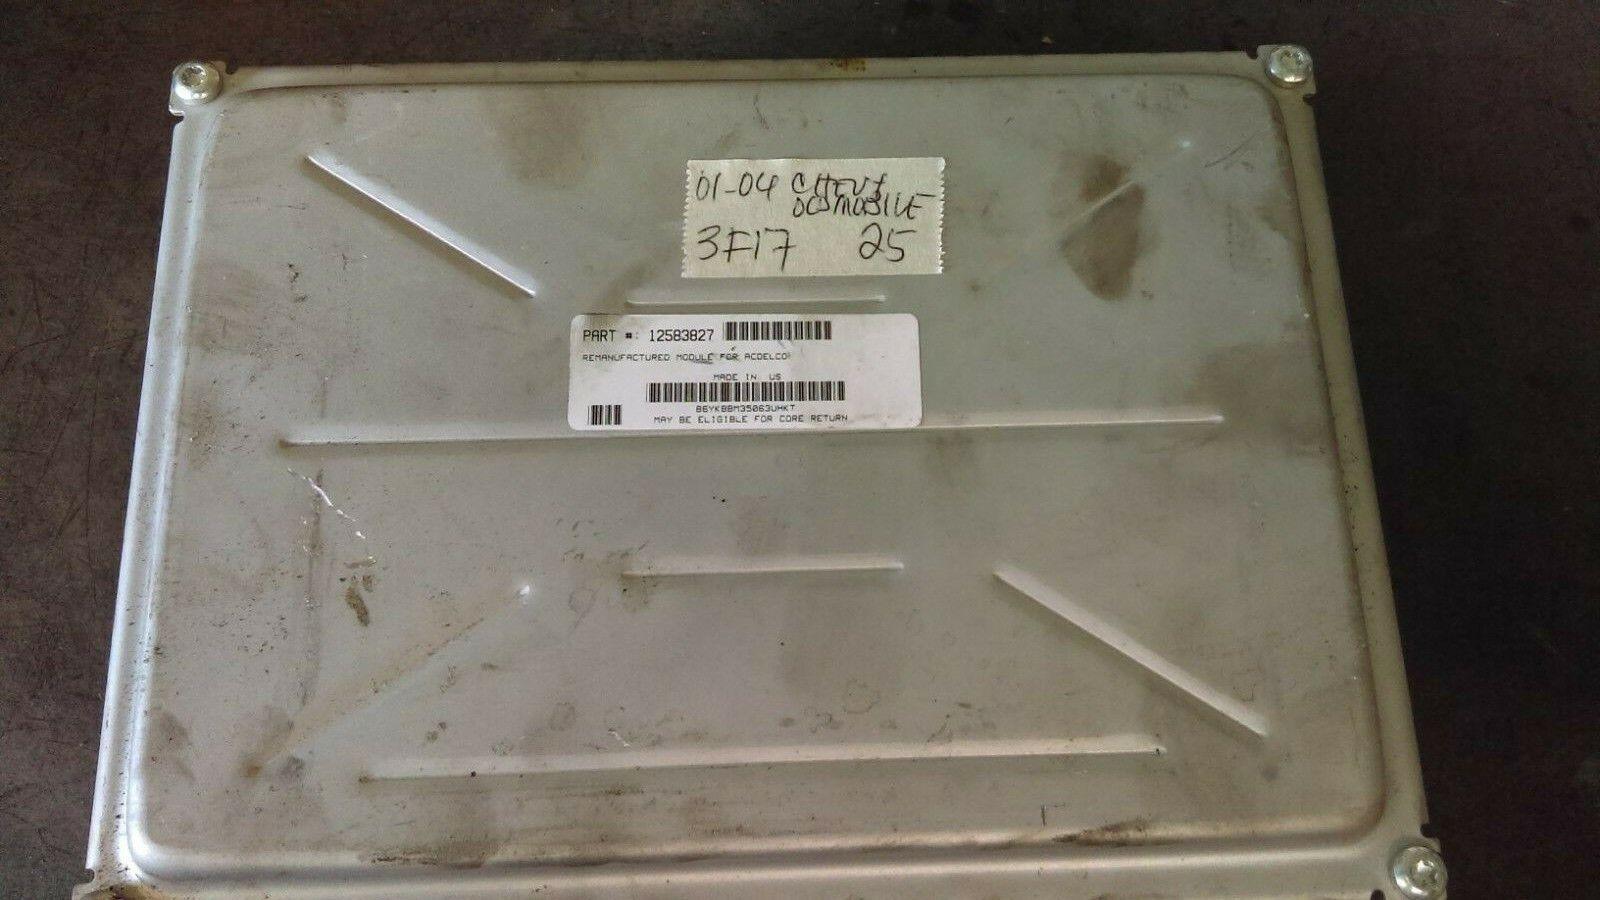 01-04 CHEVY
OLDSMOBILE
3F17 25
PART #: 12583827
REMANUFACTURED MODULE FOR ACDELCO
MADE IN US
86YKBBM35063UHKT
MAY BE ELIGIBLE FOR CORE RETURN